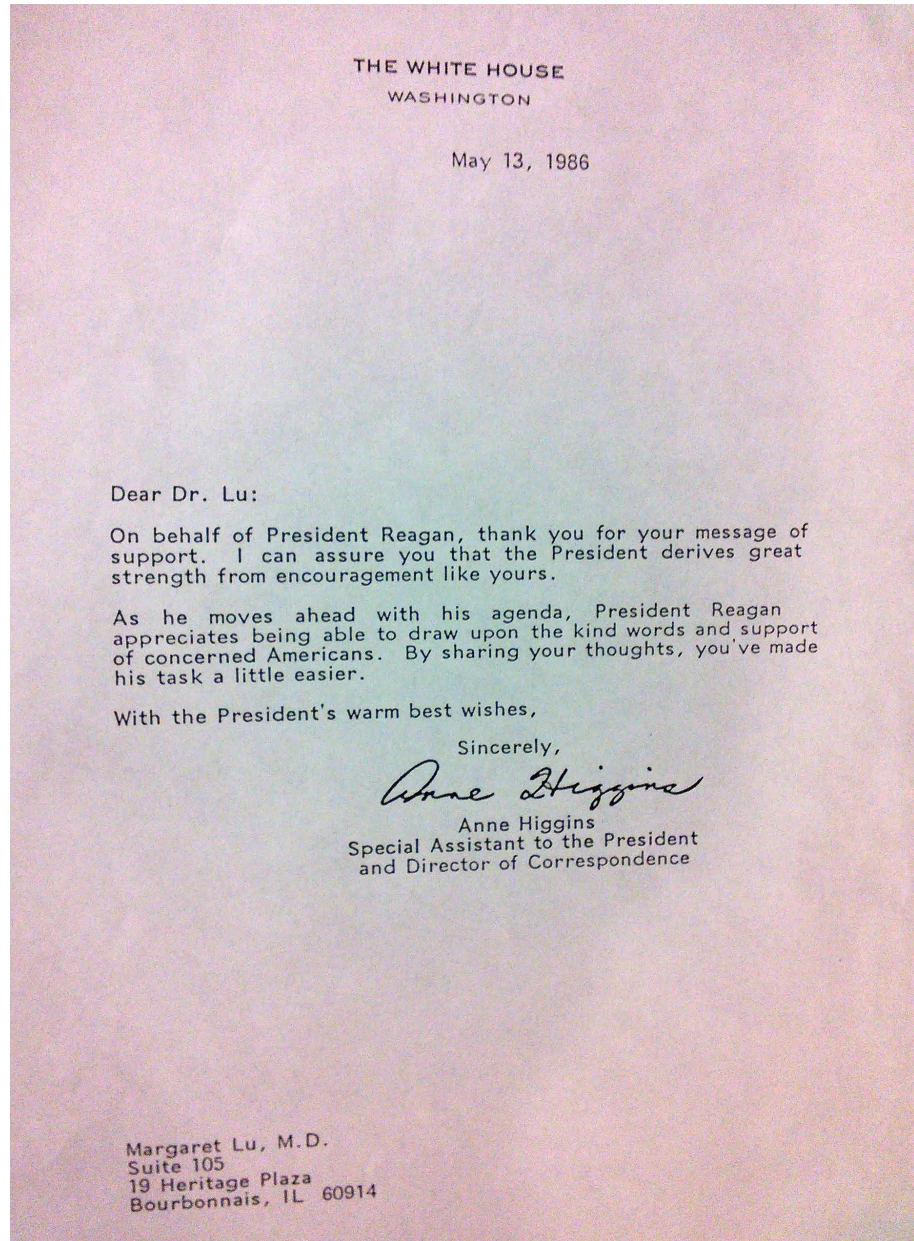 THE WHITE HOUSE
WASHINGTON
May 13, 1986
Dear Dr. Lu:
On behalf of President Reagan, thank you for your message of
support. I can assure you that the President derives great
strength from encouragement like yours.
As he moves ahead with his agenda, President Reagan
appreciates being able to draw upon the kind words and support
of concerned Americans. By sharing your thoughts, you've made
his task a little easier.
With the President's warm best wishes,
Sincerely,
Anne Higgins
Anne Higgins
Special Assistant to the President
and Director of Correspondence
Margaret Lu, M.D.
Suite 105
19 Heritage Plaza
Bourbonnais, IL 60914